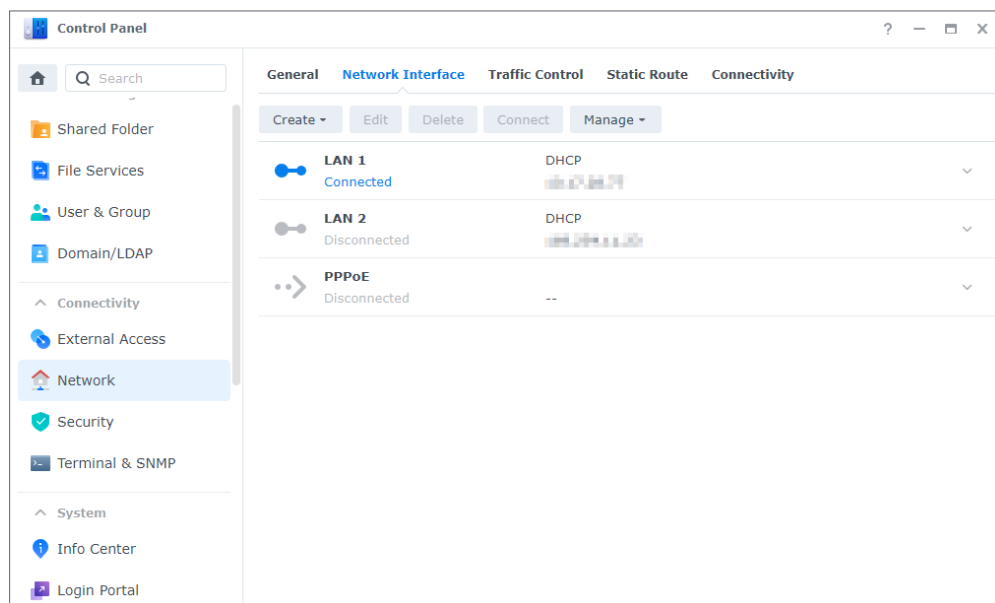 Control Panel
?
Search
General Network Interface Traffic Control Static Route Connectivity
Create Edit Delete Connect Manage
Shared Folder
File Services
User & Group
Domain/LDAP
Connectivity
External Access
Network
Security
Terminal & SNMP
System
Info Center
Login Portal
LAN 1 DHCP
Connected
LAN 2 DHCP
Disconnected
PPPoE
Disconnected --